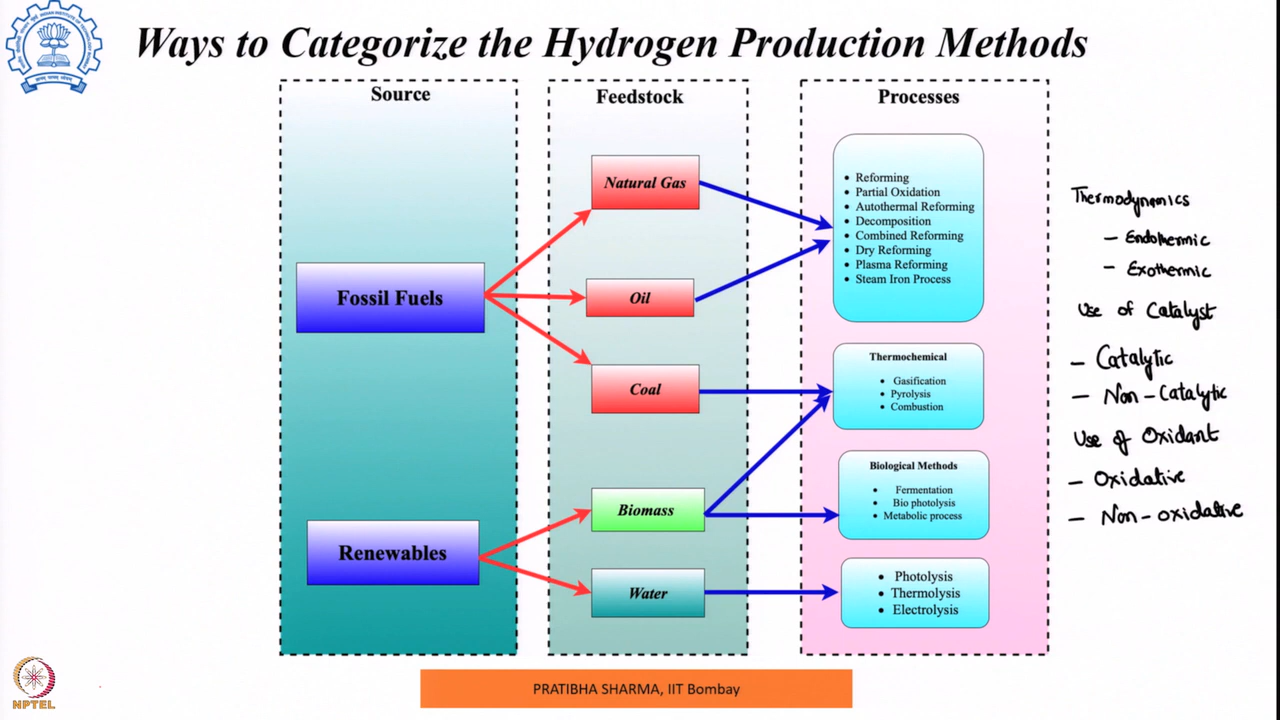 Ways to Categorize the Hydrogen Production Methods
Source
Fossil Fuels
Renewables
Feedstock
Natural Gas
Oil
Coal
Biomass
Water
Processes
• Reforming
• Partial Oxidation
• Autothermal Reforming
• Decomposition
• Combined Reforming
• Dry Reforming
• Plasma Reforming
• Steam Iron Process
Thermochemical
• Gasification
• Pyrolysis
• Combustion
Biological Methods
• Fermentation
• Bio photolysis
• Metabolic process
• Photolysis
• Thermolysis
• Electrolysis
Thermodynamics
- Endothermic
- Exothermic
Use of Catalyst
- Catalytic
- Non-Catalytic
Use of Oxidant
- Oxidative
- Non-oxidative
NPTEL
PRATIBHA SHARMA, IIT Bombay